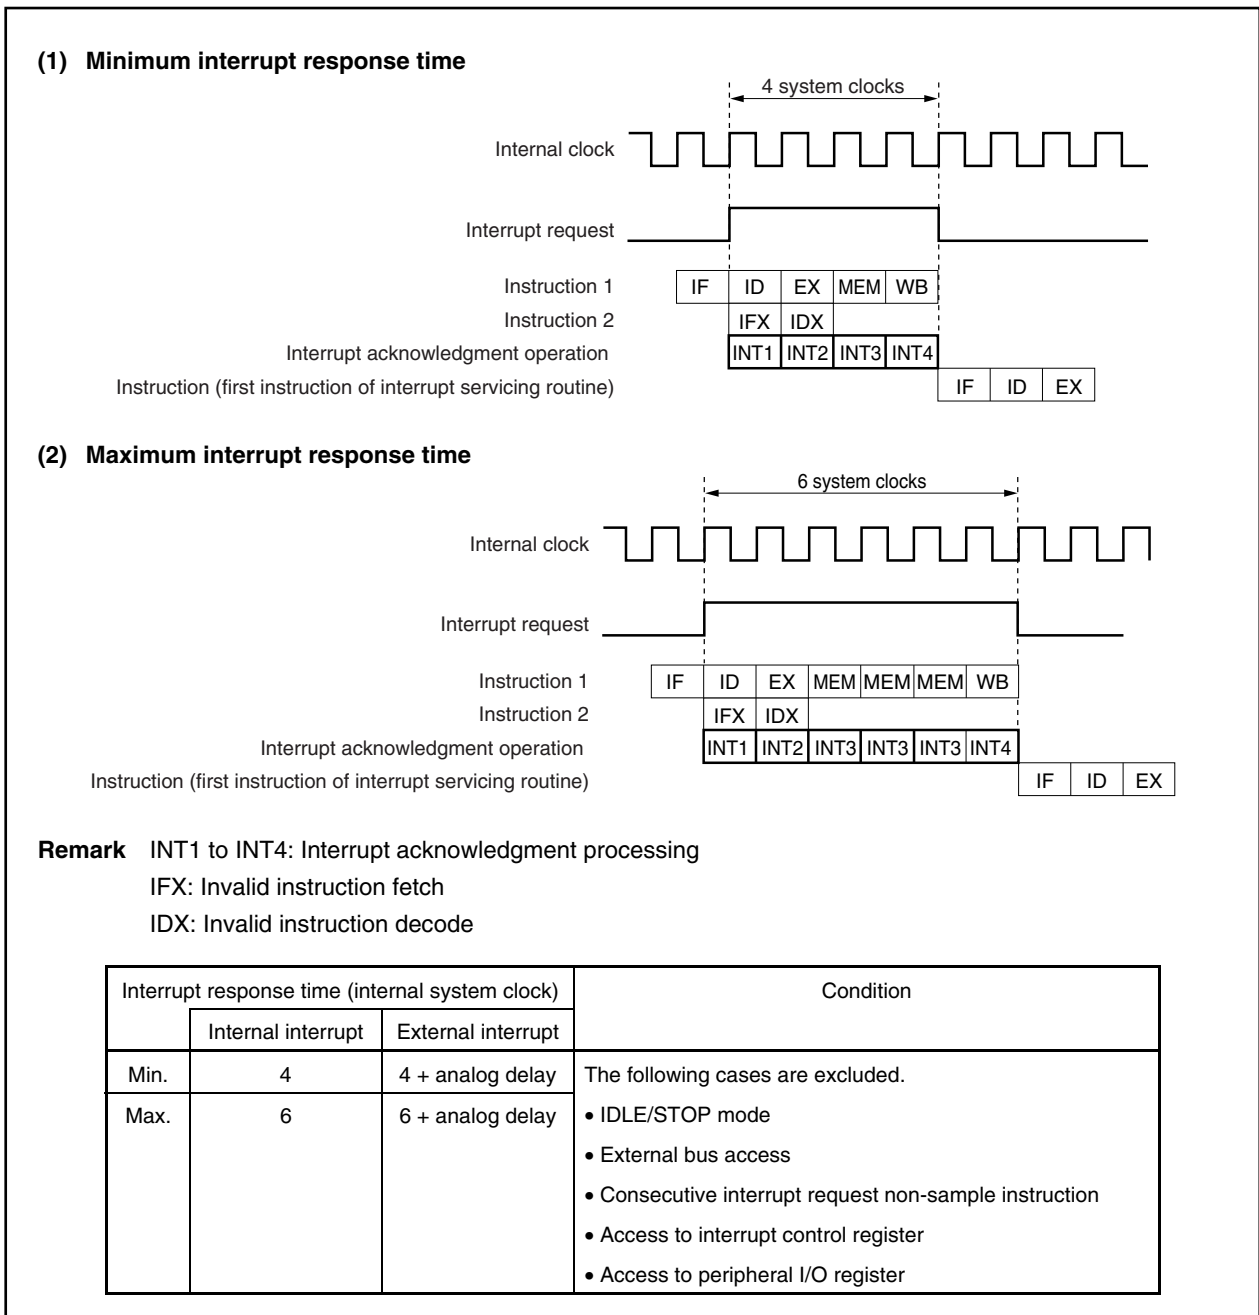 (1) Minimum interrupt response time
4 system clocks
Internal clock
Interrupt request
Instruction 1 IF ID EX MEM WB
Instruction 2 IFX IDX
Interrupt acknowledgment operation INT1 INT2 INT3 INT4
Instruction (first instruction of interrupt servicing routine) IF ID EX
(2) Maximum interrupt response time
6 system clocks
Internal clock
Interrupt request
Instruction 1 IF ID EX MEM MEM MEM WB
Instruction 2 IFX IDX
Interrupt acknowledgment operation INT1 INT2 INT3 INT3 INT3 INT4
Instruction (first instruction of interrupt servicing routine) IF ID EX
Remark INT1 to INT4: Interrupt acknowledgment processing
IFX: Invalid instruction fetch
IDX: Invalid instruction decode
Interrupt response time (internal system clock) Condition
Internal interrupt External interrupt
Min. 4 4 + analog delay The following cases are excluded.
Max. 6 6 + analog delay • IDLE/STOP mode
• External bus access
• Consecutive interrupt request non-sample instruction
• Access to interrupt control register
• Access to peripheral I/O register